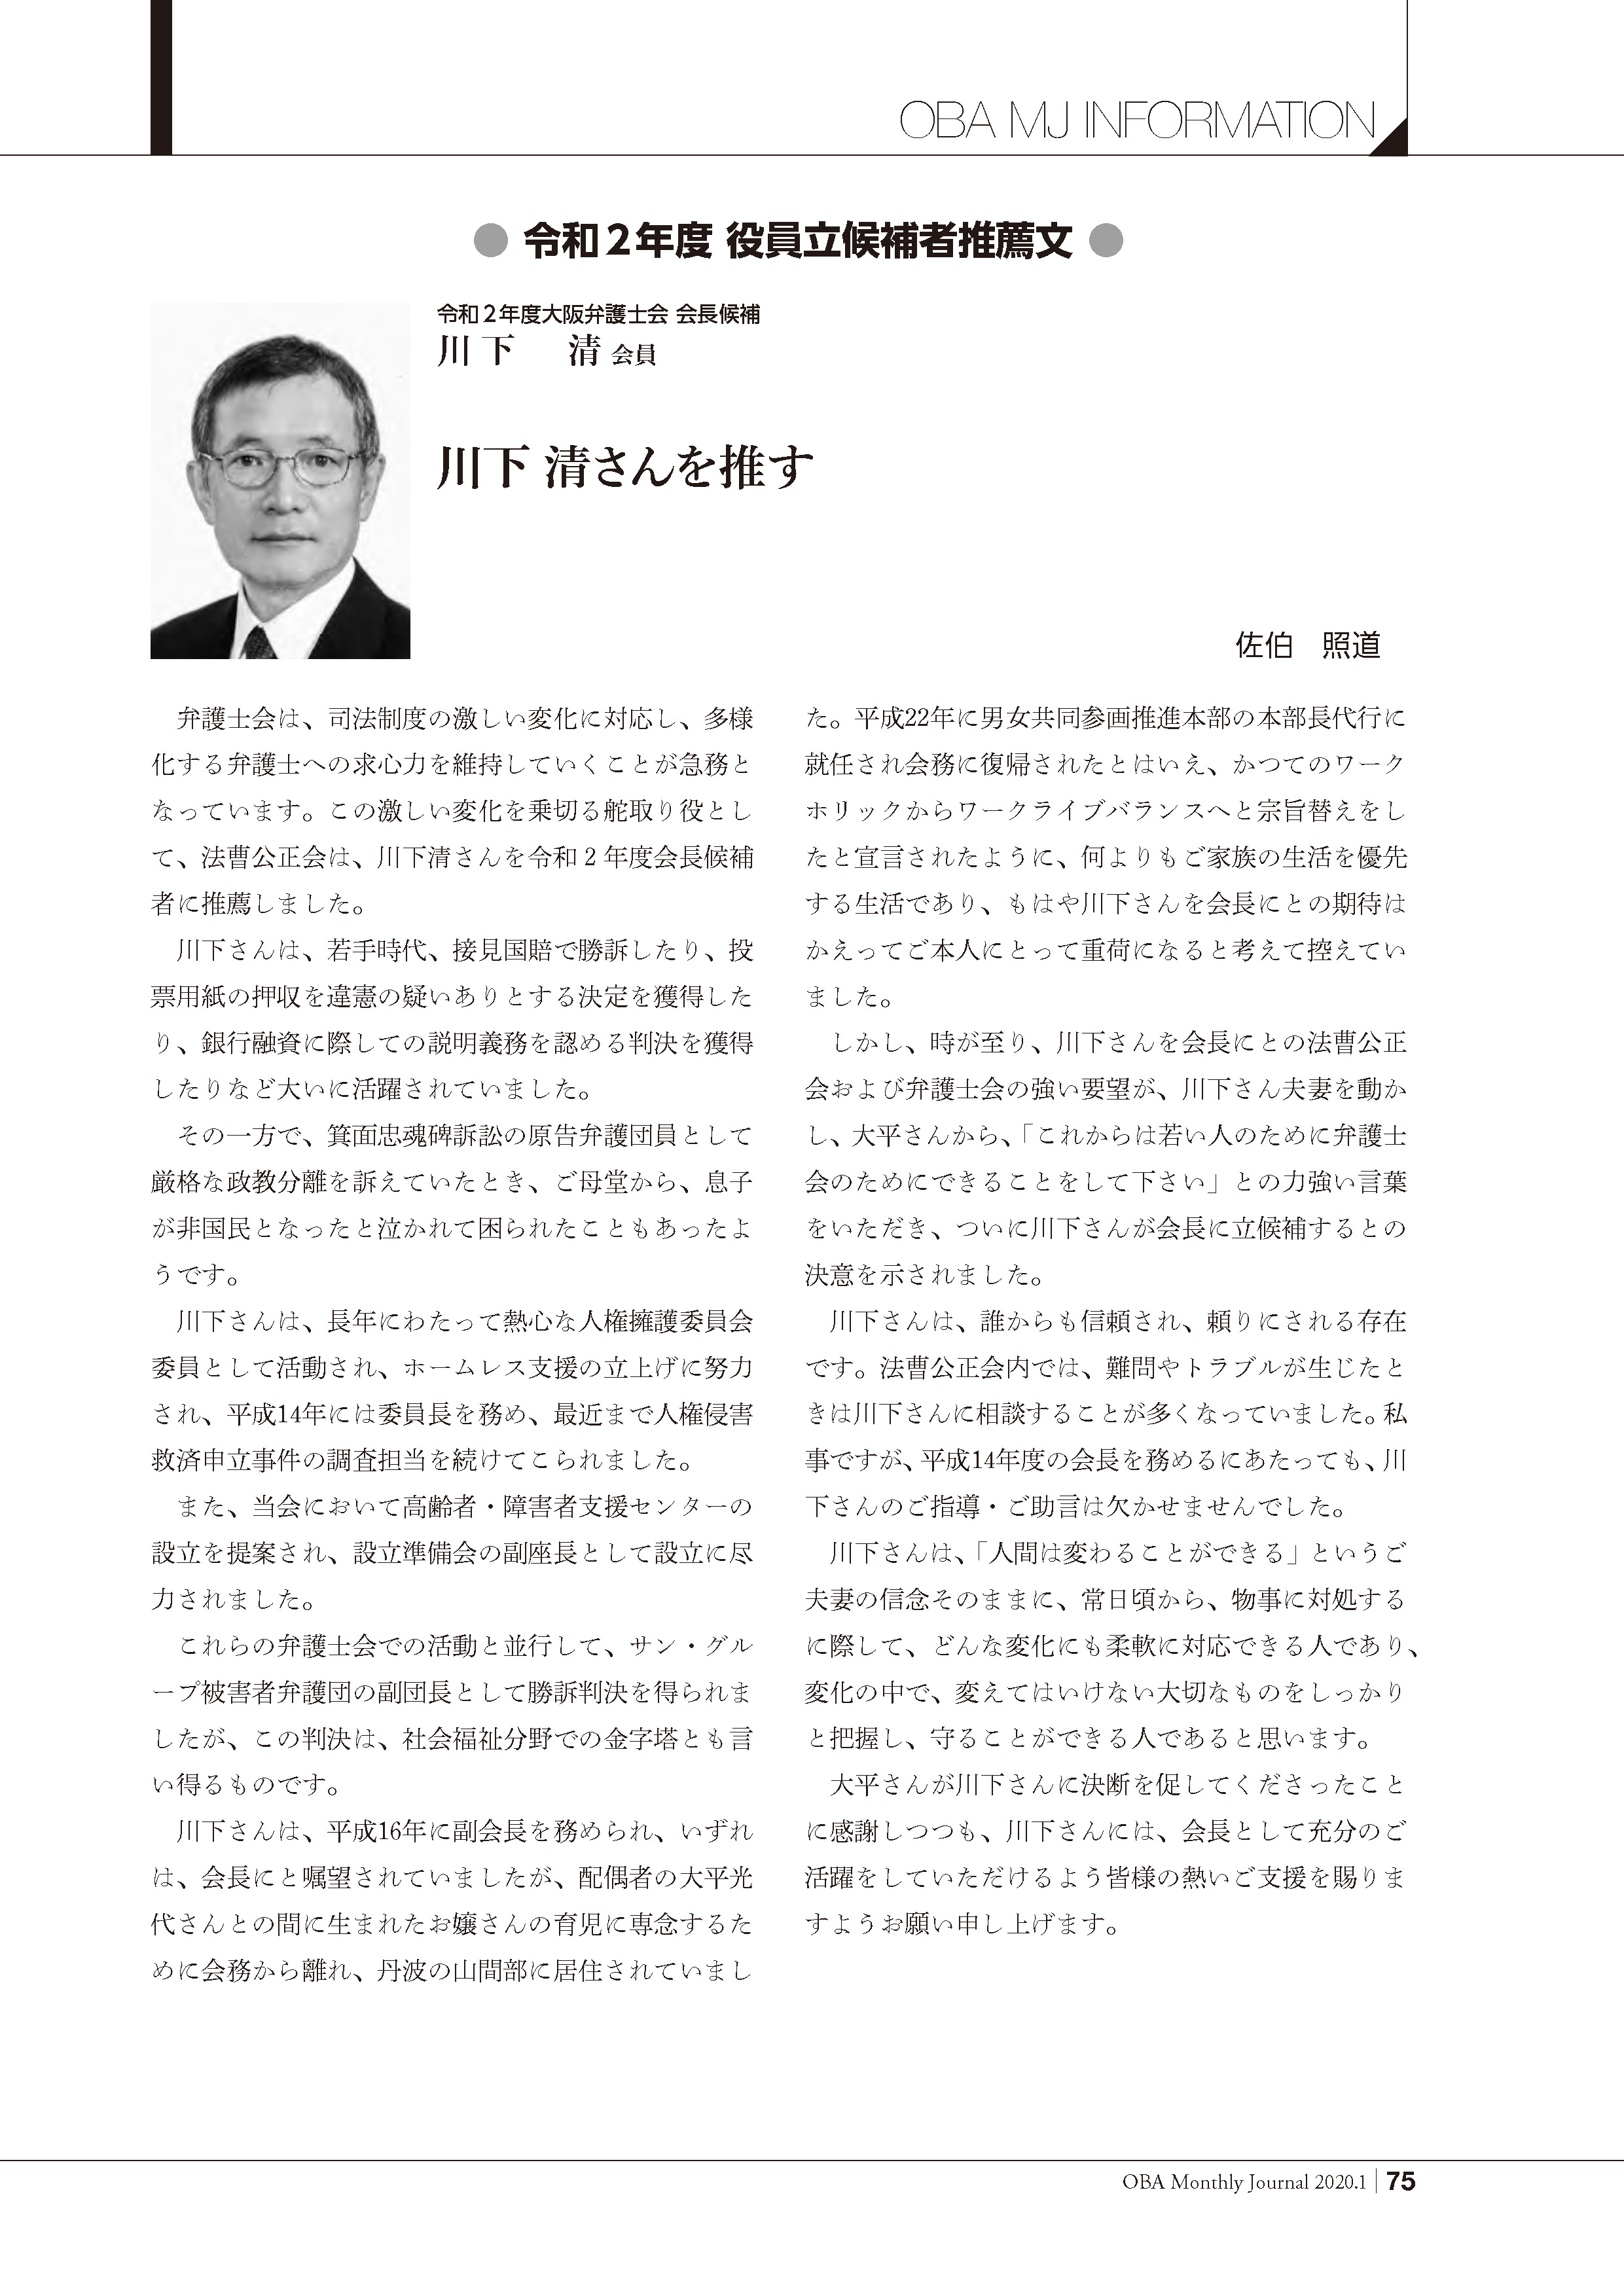 OBA MJ INFORMATION
● 令和2年度 役員立候補者推薦文 ●
令和2年度大阪弁護士会 会長候補
川下　清 会員
川下 清さんを推す
佐伯　照道
　弁護士会は、司法制度の激しい変化に対応し、多様
化する弁護士への求心力を維持していくことが急務と
なっています。この激しい変化を乗切る舵取り役とし
て、法曹公正会は、川下清さんを令和2年度会長候補
者に推薦しました。
　川下さんは、若手時代、接見国賠で勝訴したり、投
票用紙の押収を違憲の疑いありとする決定を獲得した
り、銀行融資に際しての説明義務を認める判決を獲得
したりなど大いに活躍されていました。
　その一方で、箕面忠魂碑訴訟の原告弁護団員として
厳格な政教分離を訴えていたとき、ご母堂から、息子
が非国民となったと泣かれて困られたこともあったよ
うです。
　川下さんは、長年にわたって熱心な人権擁護委員会
委員として活動され、ホームレス支援の立上げに努力
され、平成14年には委員長を務め、最近まで人権侵害
救済申立事件の調査担当を続けてこられました。
　また、当会において高齢者・障害者支援センターの
設立を提案され、設立準備会の副座長として設立に尽
力されました。
　これらの弁護士会での活動と並行して、サン・グル
ープ被害者弁護団の副団長として勝訴判決を得られま
したが、この判決は、社会福祉分野での金字塔とも言
い得るものです。
　川下さんは、平成16年に副会長を務められ、いずれ
は、会長にと嘱望されていましたが、配偶者の大平光
代さんとの間に生まれたお嬢さんの育児に専念するた
めに会務から離れ、丹波の山間部に居住されていまし
た。平成22年に男女共同参画推進本部の本部長代行に
就任され会務に復帰されたとはいえ、かつてのワーク
ホリックからワークライブバランスへと宗旨替えをし
たと宣言されたように、何よりもご家族の生活を優先
する生活であり、もはや川下さんを会長にとの期待は
かえってご本人にとって重荷になると考えて控えてい
ました。
　しかし、時が至り、川下さんを会長にとの法曹公正
会および弁護士会の強い要望が、川下さん夫妻を動か
し、大平さんから、「これからは若い人のために弁護士
会のためにできることをして下さい」との力強い言葉
をいただき、ついに川下さんが会長に立候補するとの
決意を示されました。
　川下さんは、誰からも信頼され、頼りにされる存在
です。法曹公正会内では、難問やトラブルが生じたと
きは川下さんに相談することが多くなっていました。私
事ですが、平成14年度の会長を務めるにあたっても、川
下さんのご指導・ご助言は欠かせませんでした。
　川下さんは、「人間は変わることができる」というご
夫妻の信念そのままに、常日頃から、物事に対処する
に際して、どんな変化にも柔軟に対応できる人であり、
変化の中で、変えてはいけない大切なものをしっかり
と把握し、守ることができる人であると思います。
　大平さんが川下さんに決断を促してくださったこと
に感謝しつつも、川下さんには、会長として充分のご
活躍をしていただけるよう皆様の熱いご支援を賜りま
すようお願い申し上げます。
OBA Monthly Journal 2020.1 | 75